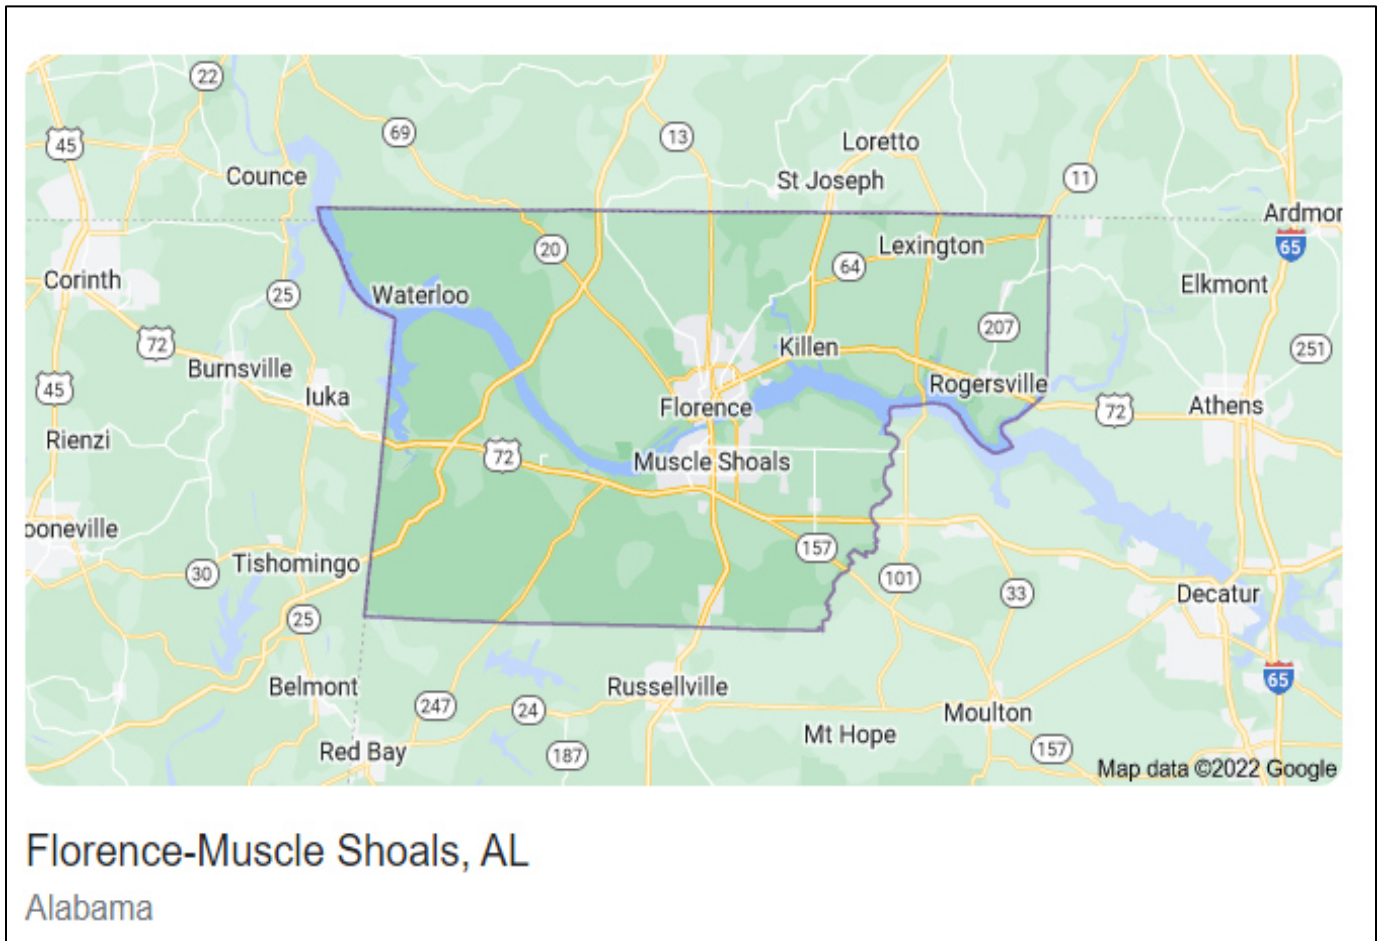 22
45
69
13
Loretto
Counce
St Joseph
11
Ardmor
20
Lexington
65
64
Corinth
25
Waterloo
Elkmont
207
72
Killen
251
Burnsville
45
Iuka
Rogersville
Florence
72
Athens
Rienzi
72
Muscle Shoals
ooneville
157
Tishomingo
30
101
33
Decatur
25
65
Belmont
Russellville
247
24
Moulton
Mt Hope
Red Bay
187
157
Map data ©2022 Google
Florence-Muscle Shoals, AL
Alabama